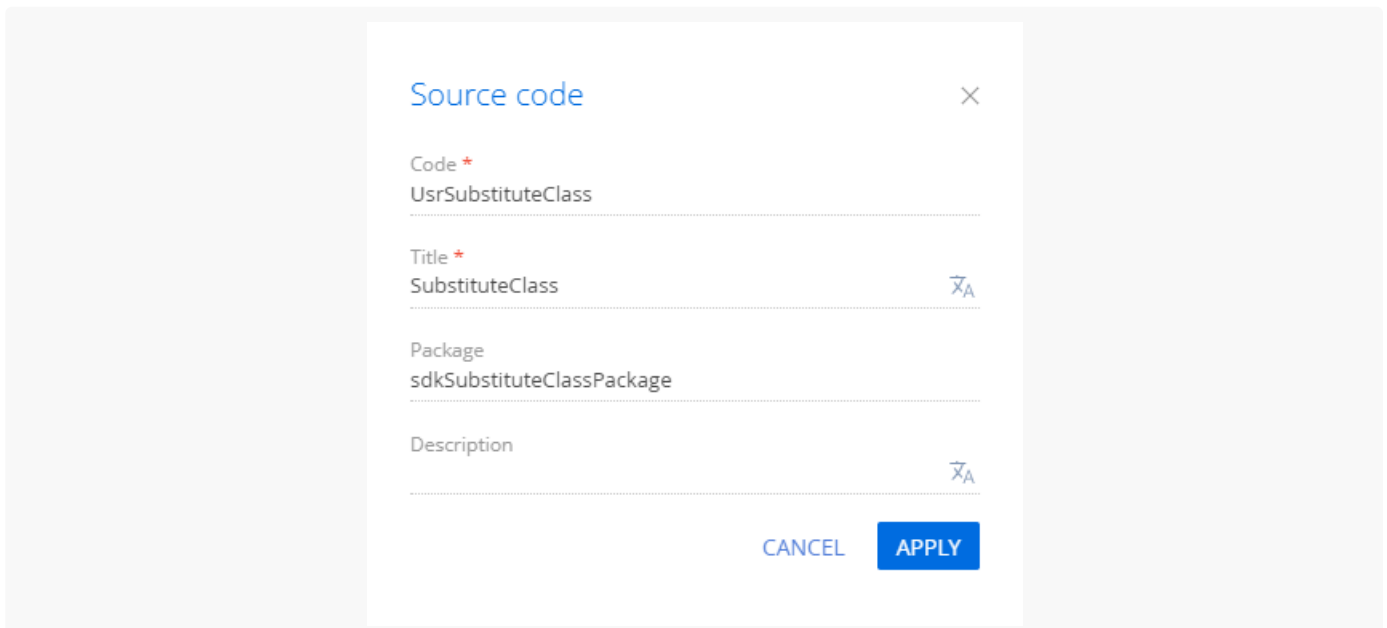 Source code
Code *
UsrSubstituteClass
Title *
SubstituteClass
Package
sdkSubstituteClassPackage
Description
CANCEL APPLY